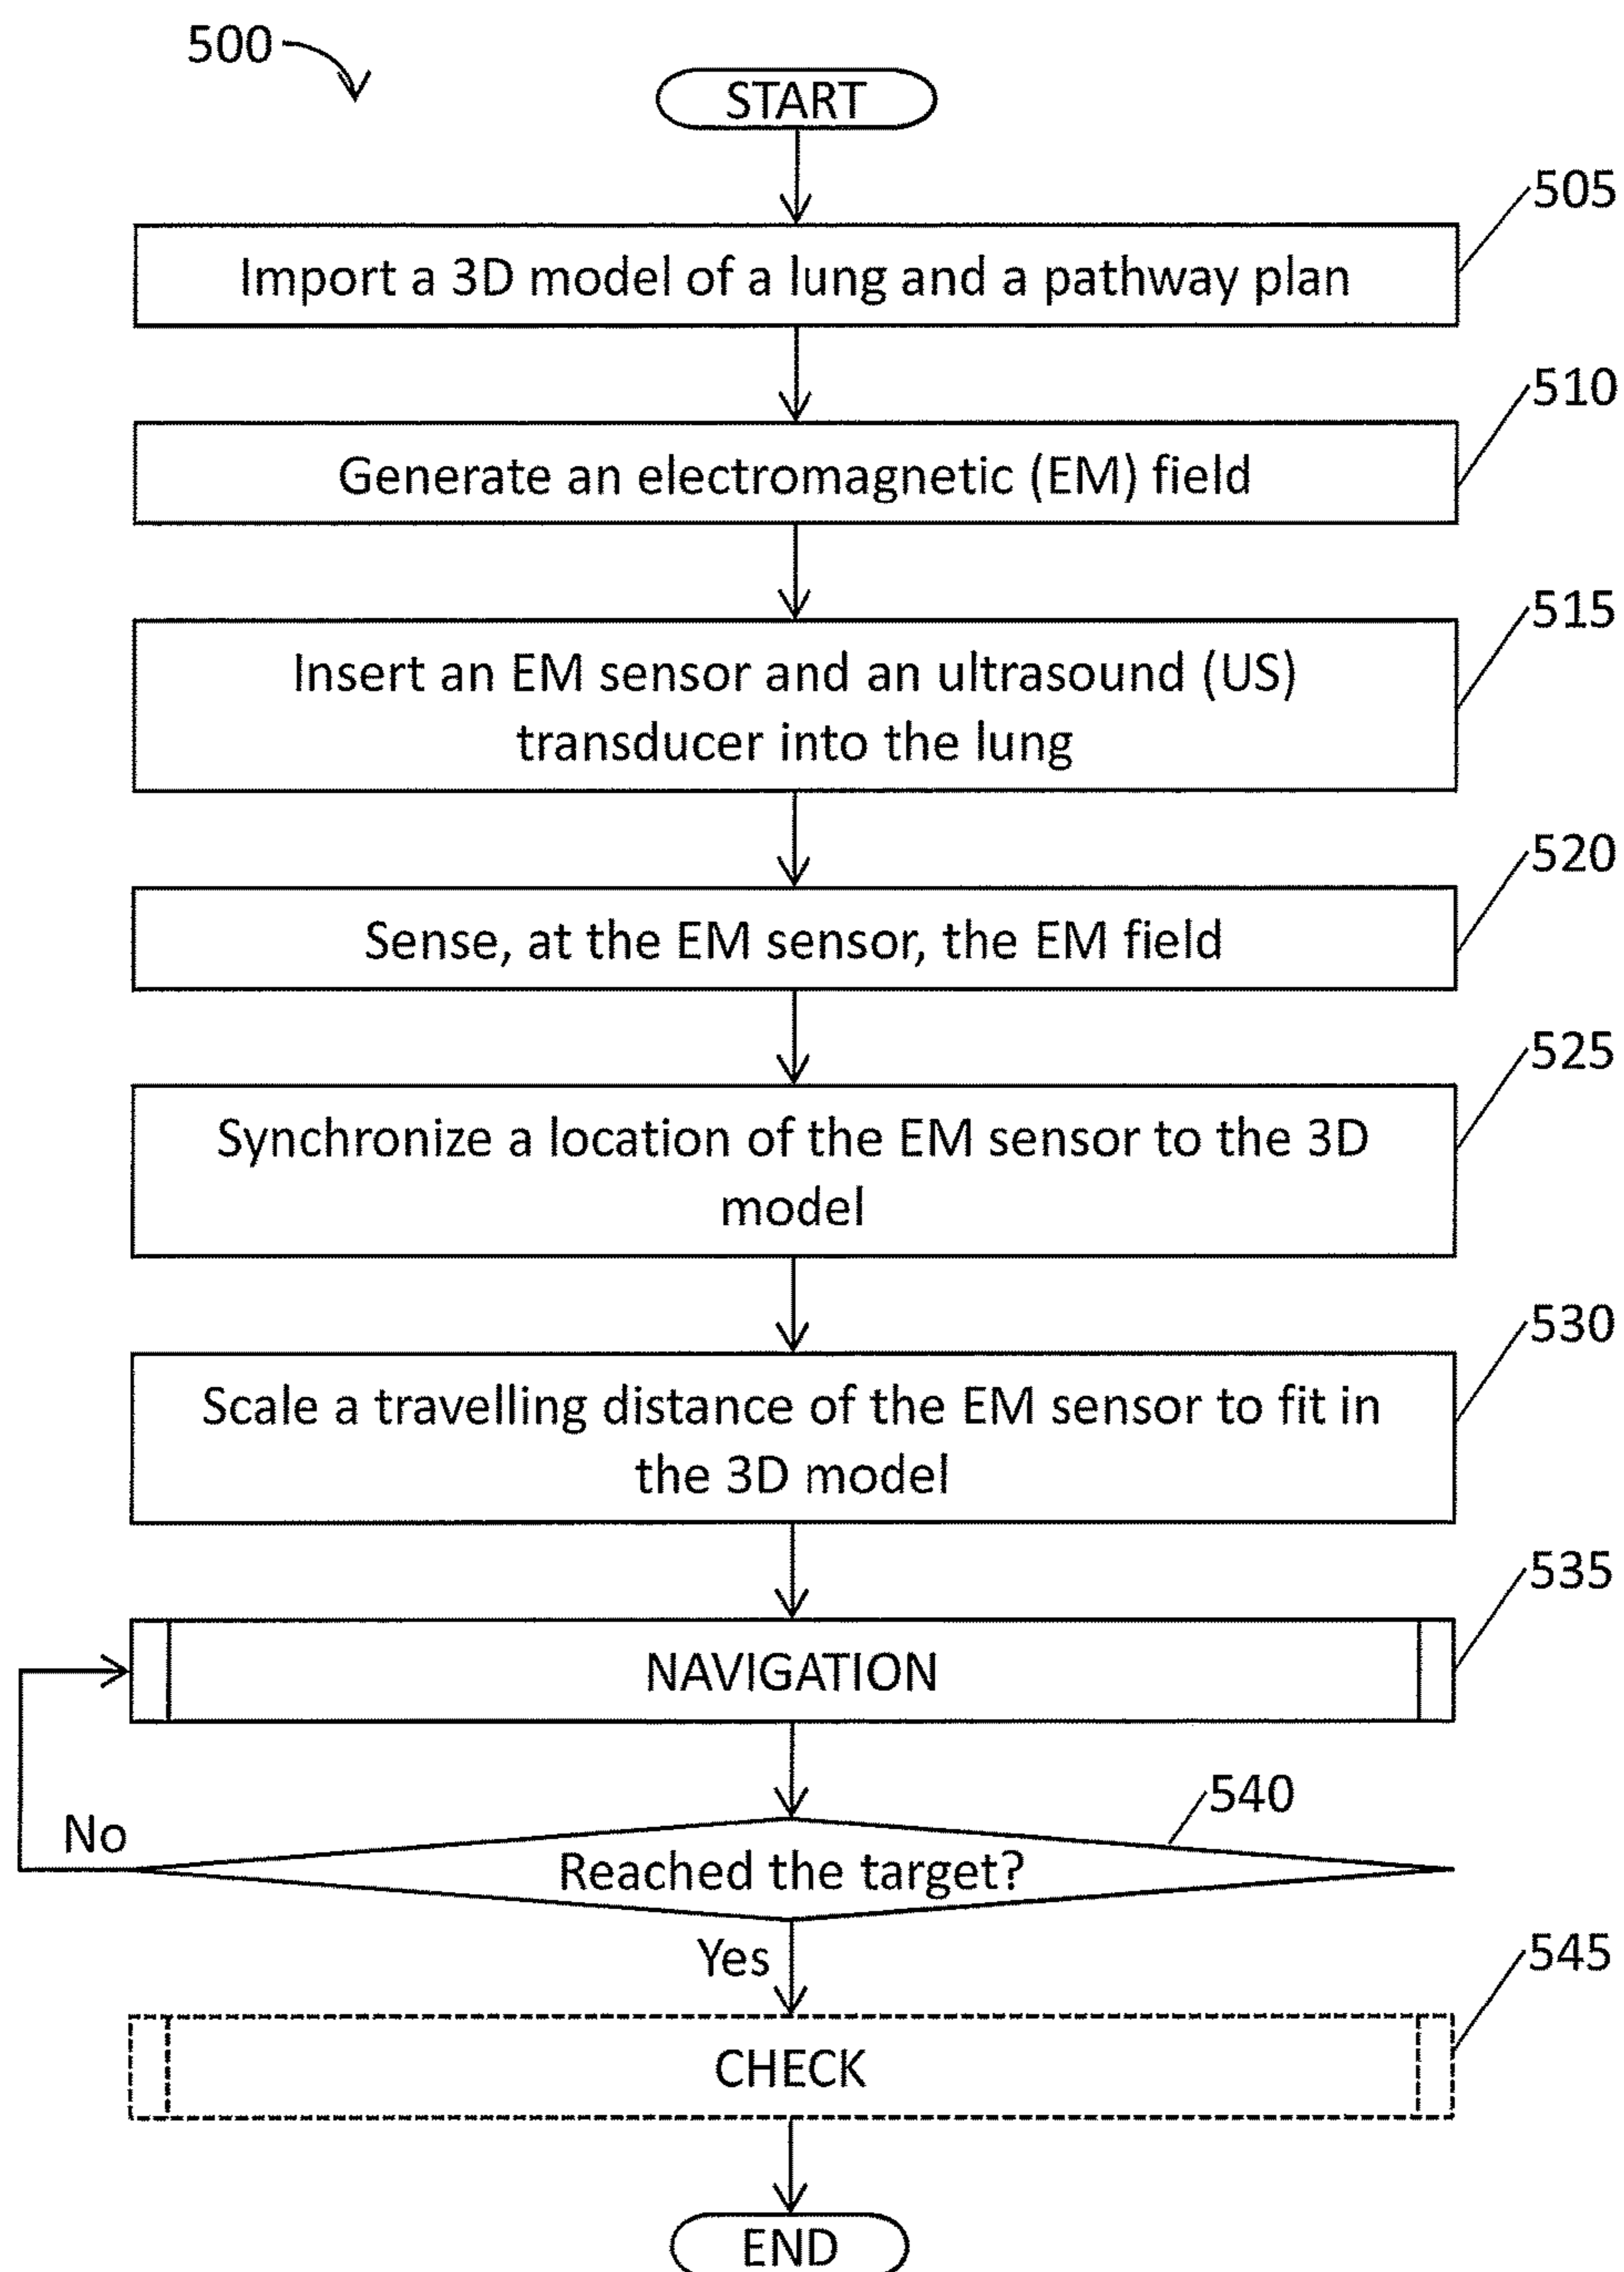 500
START
505
Import a 3D model of a lung and a pathway plan
510
Generate an electromagnetic (EM) field
515
Insert an EM sensor and an ultrasound (US)
transducer into the lung
520
Sense, at the EM sensor, the EM field
525
Synchronize a location of the EM sensor to the 3D
model
530
Scale a travelling distance of the EM sensor to fit in
the 3D model
535
NAVIGATION
540
No
Reached the target?
Yes
545
CHECK
END